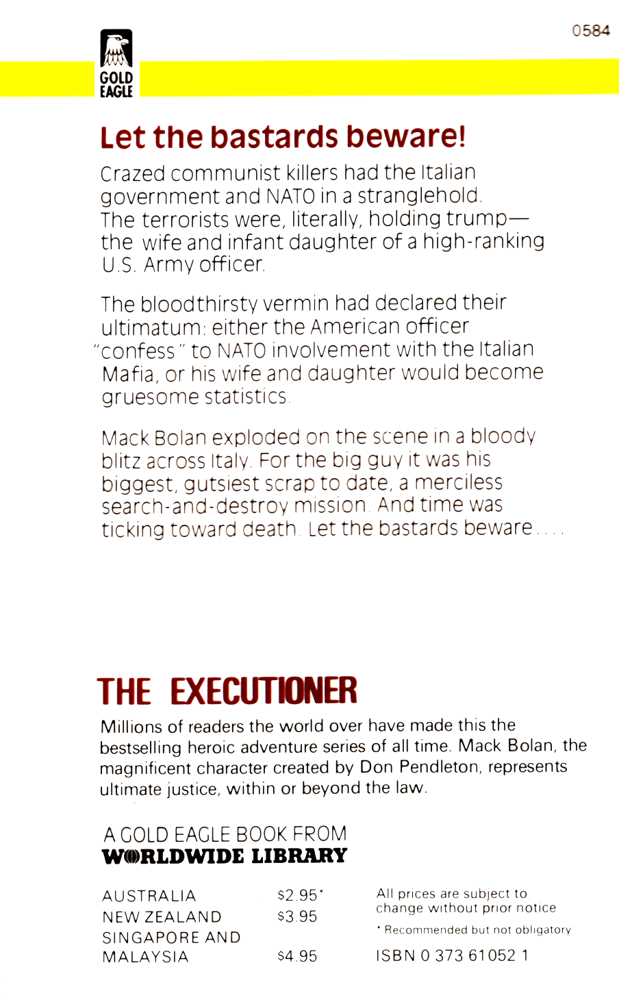 0584
GOLD
EAGLE
Let the bastards beware!
Crazed communist killers had the Italian
government and NATO in a stranglehold.
The terrorists were, literally, holding trump—
the wife and infant daughter of a high-ranking
U.S. Army officer.
The bloodthirsty vermin had declared their
ultimatum: either the American officer
"confess" to NATO involvement with the Italian
Mafia, or his wife and daughter would become
gruesome statistics.
Mack Bolan exploded on the scene in a bloody
blitz across Italy. For the big guy it was his
biggest, gutsiest scrap to date, a merciless
search-and-destroy mission. And time was
ticking toward death. Let the bastards beware....
THE EXECUTIONER
Millions of readers the world over have made this the
bestselling heroic adventure series of all time. Mack Bolan, the
magnificent character created by Don Pendleton, represents
ultimate justice, within or beyond the law.
A GOLD EAGLE BOOK FROM
WORLDWIDE LIBRARY
AUSTRALIA $2.95*
NEW ZEALAND $3.95
SINGAPORE AND
MALAYSIA $4.95
All prices are subject to
change without prior notice
* Recommended but not obligatory
ISBN 0 373 61052 1